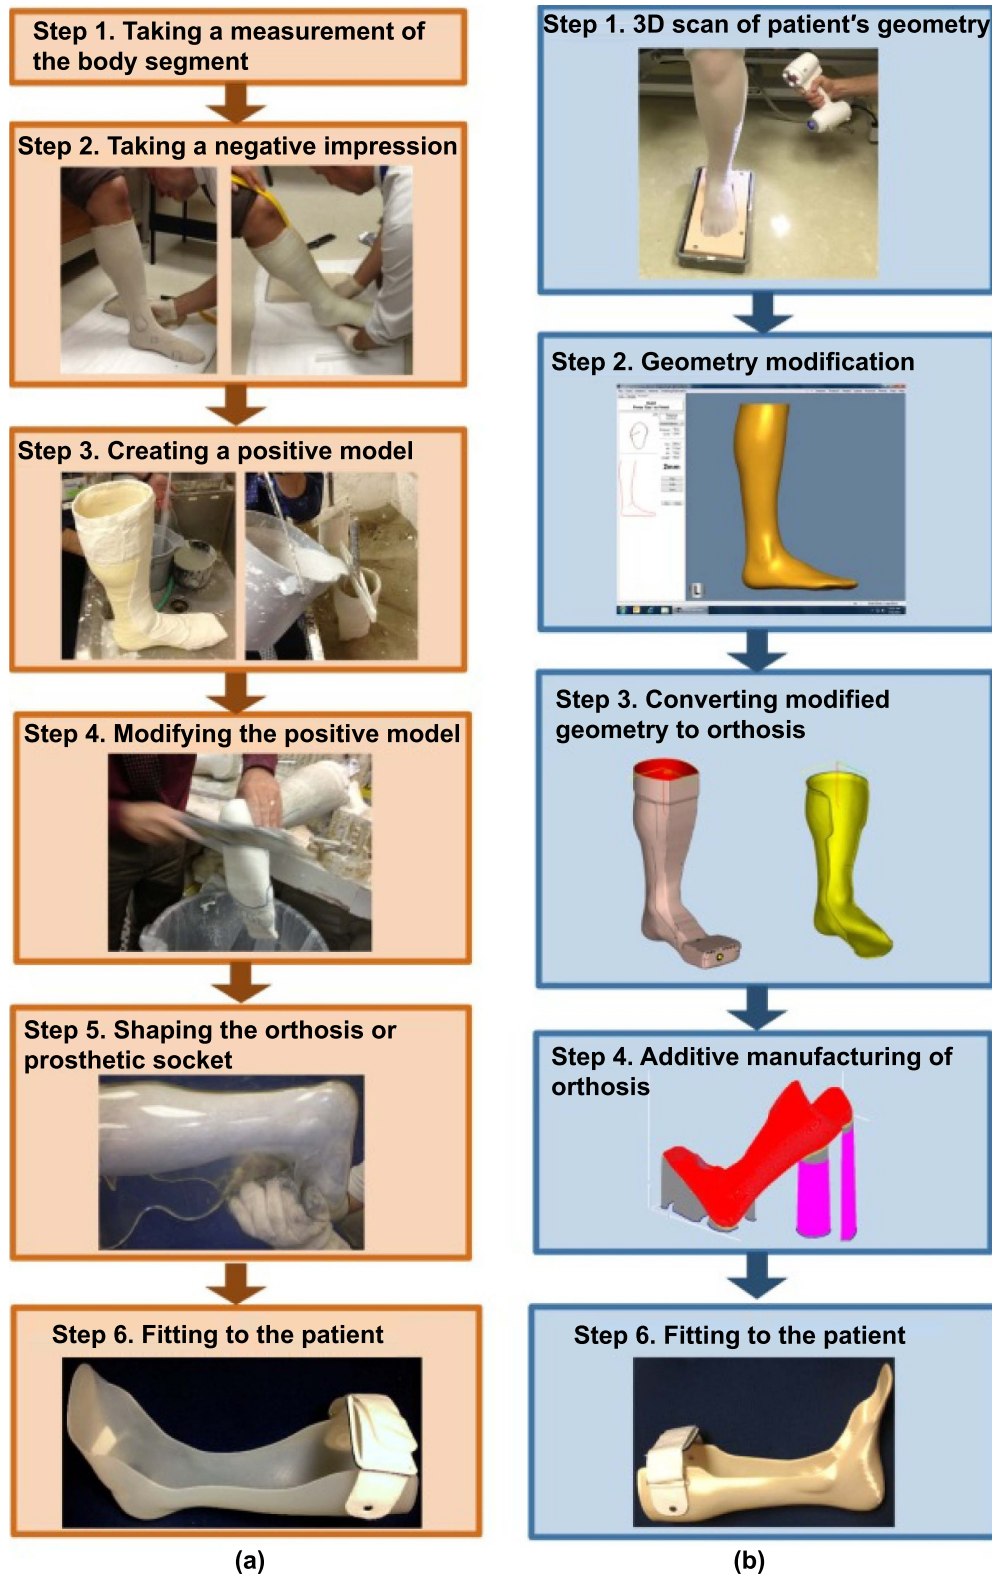 Step 1. Taking a measurement of
the body segment
Step 2. Taking a negative impression
Step 3. Creating a positive model
Step 4. Modifying the positive model
Step 5. Shaping the orthosis or
prosthetic socket
Step 6. Fitting to the patient
(a)
Step 1. 3D scan of patient's geometry
Step 2. Geometry modification
2mm
L
Step 3. Converting modified
geometry to orthosis
Step 4. Additive manufacturing of
orthosis
Step 6. Fitting to the patient
(b)